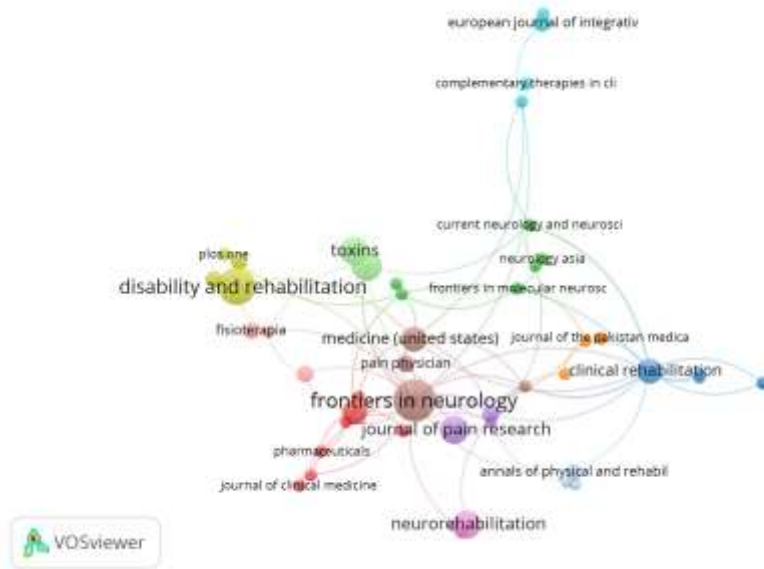 european journal of integrativ
complementary therapies in cli
current neurology and neurosci
toxins
plos one
neurology asia
disability and rehabilitation
frontiers in molecular neurosc
fisioterapia
medicine (united states)
journal of the pakistan medica
pain physician
clinical rehabilitation
frontiers in neurology
journal of pain research
pharmaceuticals
annals of physical and rehabil
journal of clinical medicine
neurorehabilitation
VOSviewer